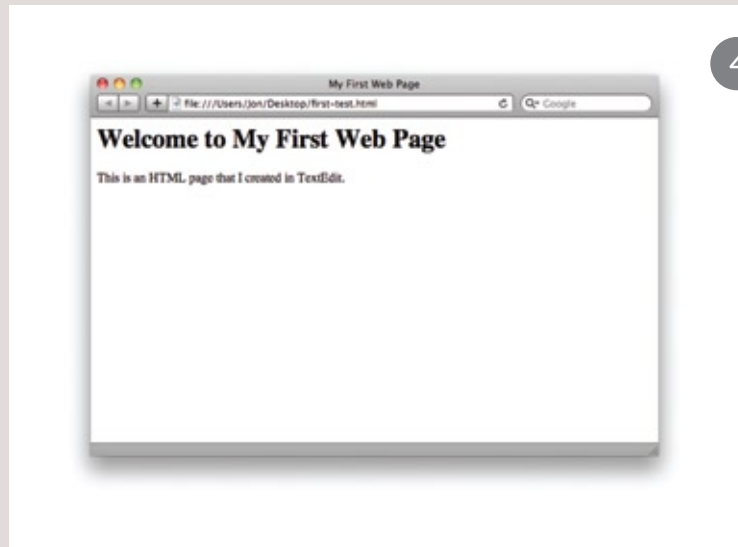 4
My First Web Page
file:///Users/Jon/Desktop/first-test.html
Google
Welcome to My First Web Page
This is an HTML page that I created in TextEdit.